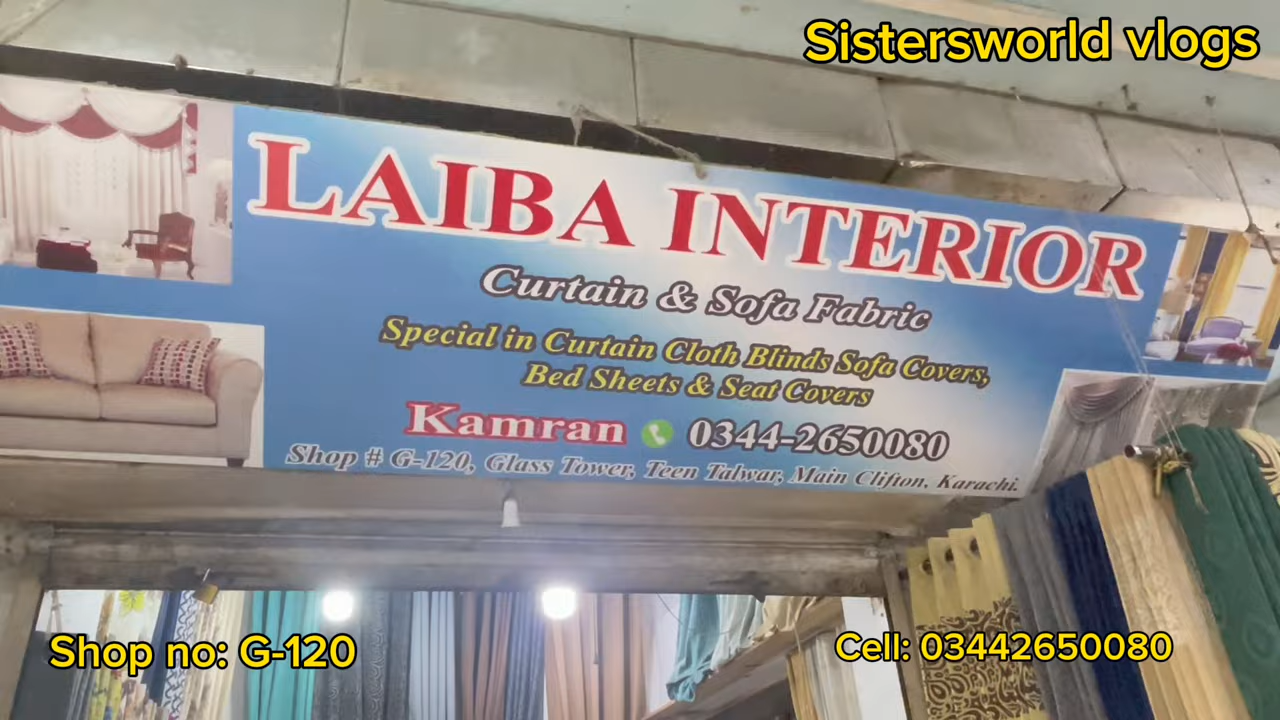 Sistersworld vlogs
LAIBA INTERIOR
Curtain & Sofa Fabric
Special in Curtain Cloth Blinds Sofa Covers,
Bed Sheets & Seat Covers
Kamran 0344-2650080
Shop # G-120, Glass Tower, Teen Talwar, Main Clifton, Karachi.
Shop no: G-120
Cell: 03442650080